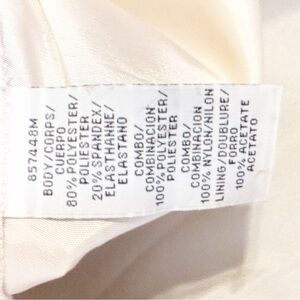 857448M
BODY/CORPS/
CUERPO
80% POLYESTER/
POLIESTER
20% SPANDEX/
ELASTHANNE/
ELASTANO
COMBO/
COMBINACION
100% POLYESTER/
POLIESTER
COMBO/
COMBINACION
100% NYLON/NILON
LINING/DOUBLURE/
FORRO
100% ACETATE
ACETATO